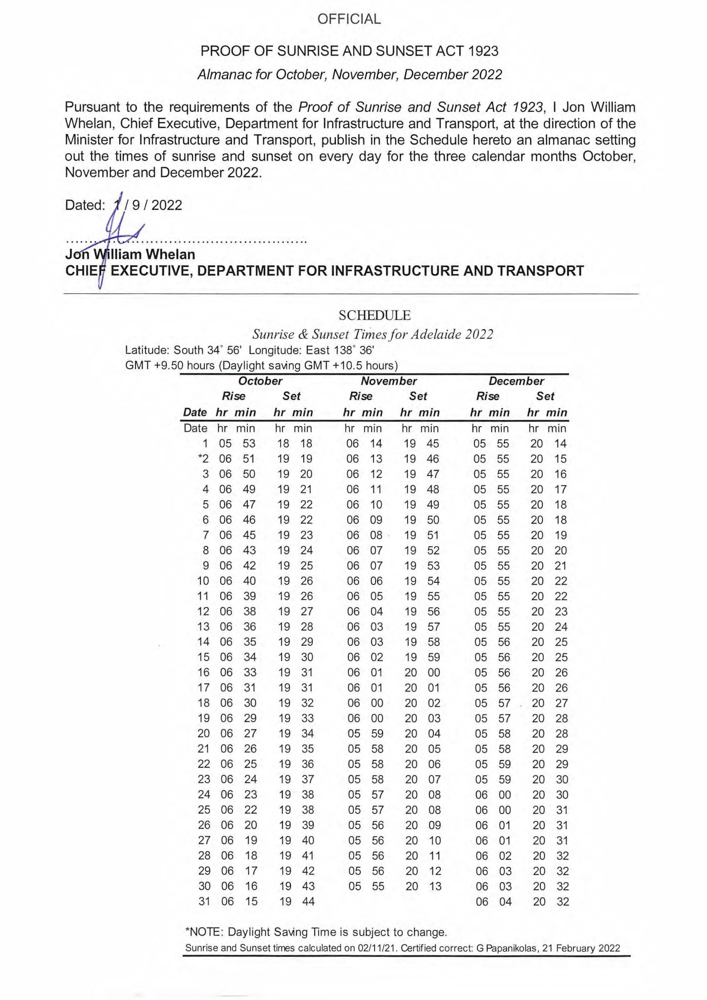 OFFICIAL
PROOF OF SUNRISE AND SUNSET ACT 1923
Almanac for October, November, December 2022
Pursuant to the requirements of the Proof of Sunrise and Sunset Act 1923, I Jon William
Whelan, Chief Executive, Department for Infrastructure and Transport, at the direction of the
Minister for Infrastructure and Transport, publish in the Schedule hereto an almanac setting
out the times of sunrise and sunset on every day for the three calendar months October,
November and December 2022.
Dated: 1 / 9 / 2022
Jon William Whelan
CHIEF EXECUTIVE, DEPARTMENT FOR INFRASTRUCTURE AND TRANSPORT
SCHEDULE
Sunrise & Sunset Times for Adelaide 2022
Latitude: South 34° 56' Longitude: East 138° 36'
GMT +9.50 hours (Daylight saving GMT +10.5 hours)
October November December
Rise Set Rise Set Rise Set
Date hr min hr min hr min hr min hr min hr min
Date hr min hr min hr min hr min hr min hr min
1 05 53 18 18 06 14 19 45 05 55 20 14
*2 06 51 19 19 06 13 19 46 05 55 20 15
3 06 50 19 20 06 12 19 47 05 55 20 16
4 06 49 19 21 06 11 19 48 05 55 20 17
5 06 47 19 22 06 10 19 49 05 55 20 18
6 06 46 19 22 06 09 19 50 05 55 20 18
7 06 45 19 23 06 08 19 51 05 55 20 19
8 06 43 19 24 06 07 19 52 05 55 20 20
9 06 42 19 25 06 07 19 53 05 55 20 21
10 06 40 19 26 06 06 19 54 05 55 20 22
11 06 39 19 26 06 05 19 55 05 55 20 22
12 06 38 19 27 06 04 19 56 05 55 20 23
13 06 36 19 28 06 03 19 57 05 55 20 24
14 06 35 19 29 06 03 19 58 05 56 20 25
15 06 34 19 30 06 02 19 59 05 56 20 25
16 06 33 19 31 06 01 20 00 05 56 20 26
17 06 31 19 31 06 01 20 01 05 56 20 26
18 06 30 19 32 06 00 20 02 05 57 20 27
19 06 29 19 33 06 00 20 03 05 57 20 28
20 06 27 19 34 05 59 20 04 05 58 20 28
21 06 26 19 35 05 58 20 05 05 58 20 29
22 06 25 19 36 05 58 20 06 05 59 20 29
23 06 24 19 37 05 58 20 07 05 59 20 30
24 06 23 19 38 05 57 20 08 06 00 20 30
25 06 22 19 38 05 57 20 08 06 00 20 31
26 06 20 19 39 05 56 20 09 06 01 20 31
27 06 19 19 40 05 56 20 10 06 01 20 31
28 06 18 19 41 05 56 20 11 06 02 20 32
29 06 17 19 42 05 56 20 12 06 03 20 32
30 06 16 19 43 05 55 20 13 06 03 20 32
31 06 15 19 44 06 04 20 32
*NOTE: Daylight Saving Time is subject to change.
Sunrise and Sunset times calculated on 02/11/21. Certified correct: G Papanikolas, 21 February 2022